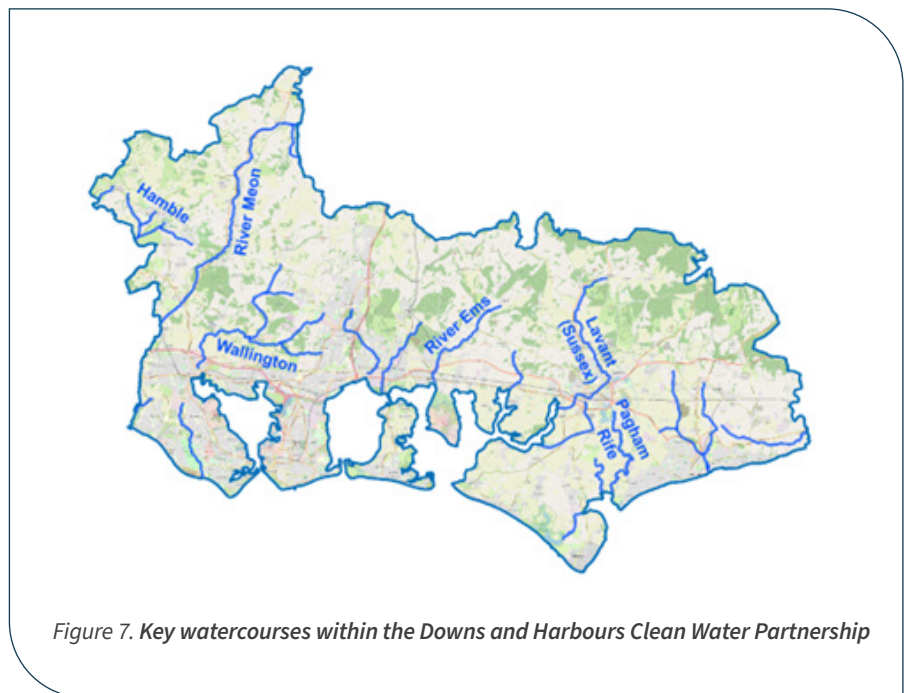 Hamble
River Meon
Wallington
River Ems
Lavant
(Sussex)
Pagham
Rife
Figure 7. Key watercourses within the Downs and Harbours Clean Water Partnership